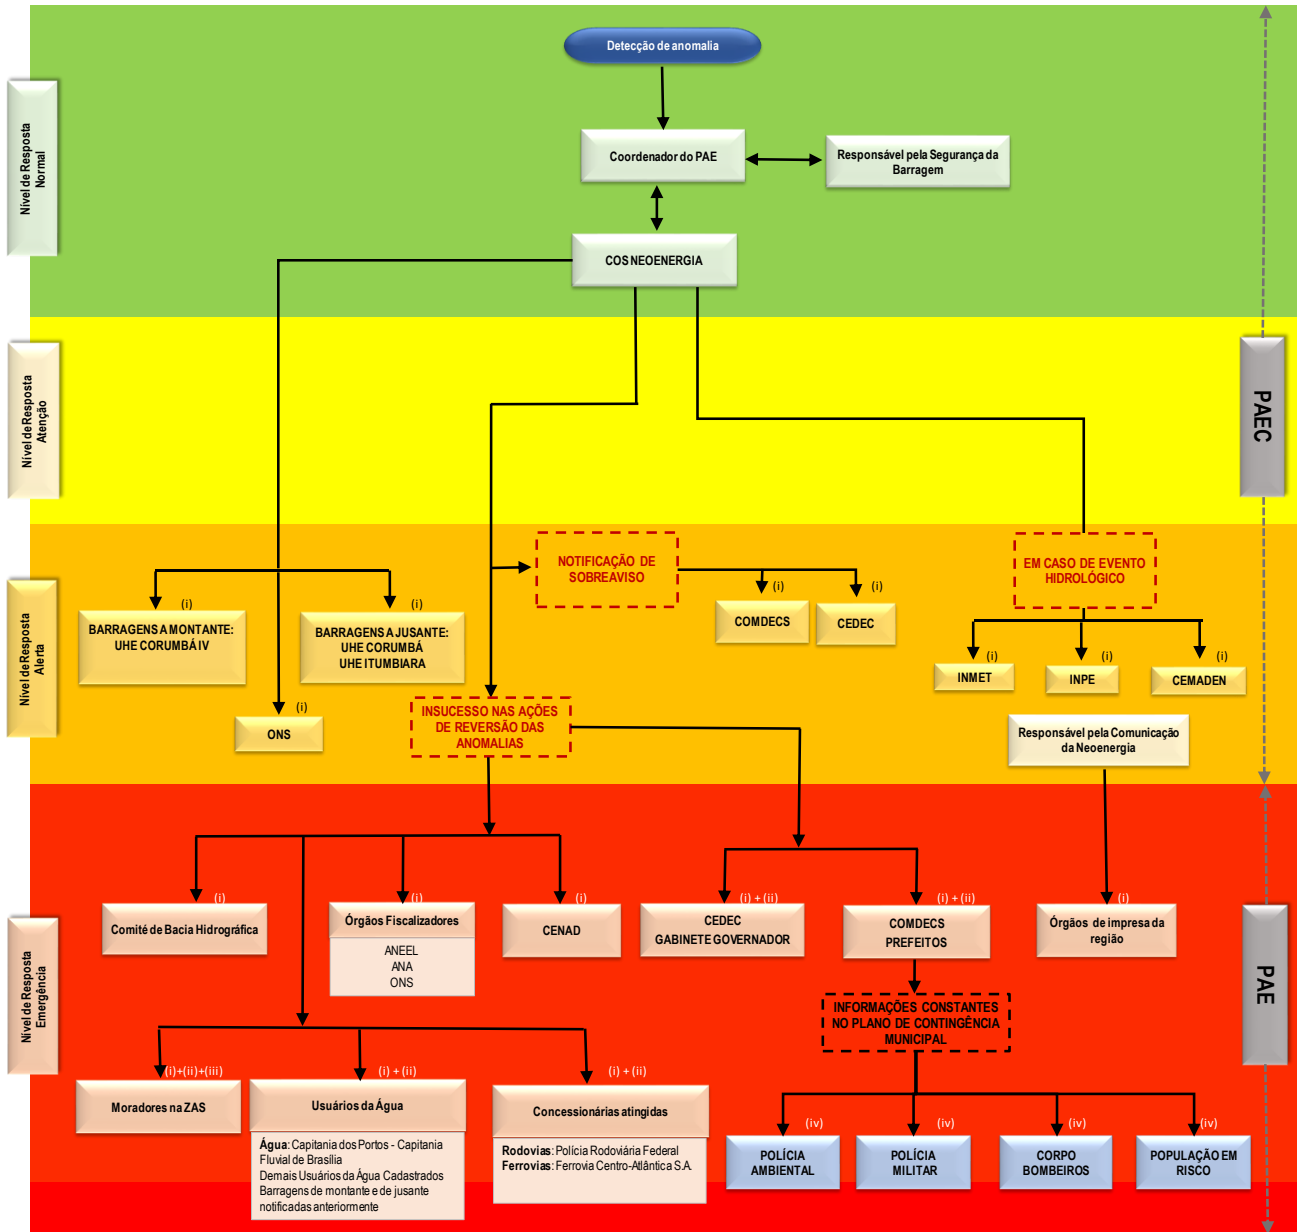 Detecção de anomalia
Nível de Resposta
Normal
Coordenador do PAE
Responsável pela Segurança da
Barragem
COS NEOENERGIA
Nível de Resposta
Atenção
PAEC
Nível de Resposta
Alerta
NOTIFICAÇÃO DE
SOBREAVISO
EM CASO DE EVENTO
HIDROLÓGICO
(i)
BARRAGENS A MONTANTE:
UHE CORUMBÁ IV
(i)
BARRAGENS A JUSANTE:
UHE CORUMBÁ
UHE ITUMBIARA
(i)
COMDECS
(i)
CEDEC
(i)
INMET
(i)
INPE
(i)
CEMADEN
(i)
ONS
INSUCESSO NAS AÇÕES
DE REVERSÃO DAS
ANOMALIAS
Responsável pela Comunicação
da Neoenergia
Nível de Resposta
Emergência
PAE
(i)
Comité de Bacia Hidrográfica
(i)
Órgãos Fiscalizadores
ANEEL
ANA
ONS
(i)
CENAD
(i) + (ii)
CEDEC
GABINETE GOVERNADOR
(i) + (ii)
COMDECS
PREFEITOS
(i)
Órgãos de impresa da
região
INFORMAÇÕES CONSTANTES
NO PLANO DE CONTINGÊNCIA
MUNICIPAL
(i)+(ii)+(iii)
Moradores na ZAS
(i) + (ii)
Usuários da Água
Água: Capitania dos Portos - Capitania
Fluvial de Brasília
Demais Usuários da Água Cadastrados
Barragens de montante e de jusante
notificadas anteriormente
(i) + (ii)
Concessionárias atingidas
Rodovias: Polícia Rodoviária Federal
Ferrovias: Ferrovia Centro-Atlântica S.A.
(iv)
POLÍCIA
AMBIENTAL
(iv)
POLÍCIA
MILITAR
(iv)
CORPO
BOMBEIROS
(iv)
POPULAÇÃO EM
RISCO